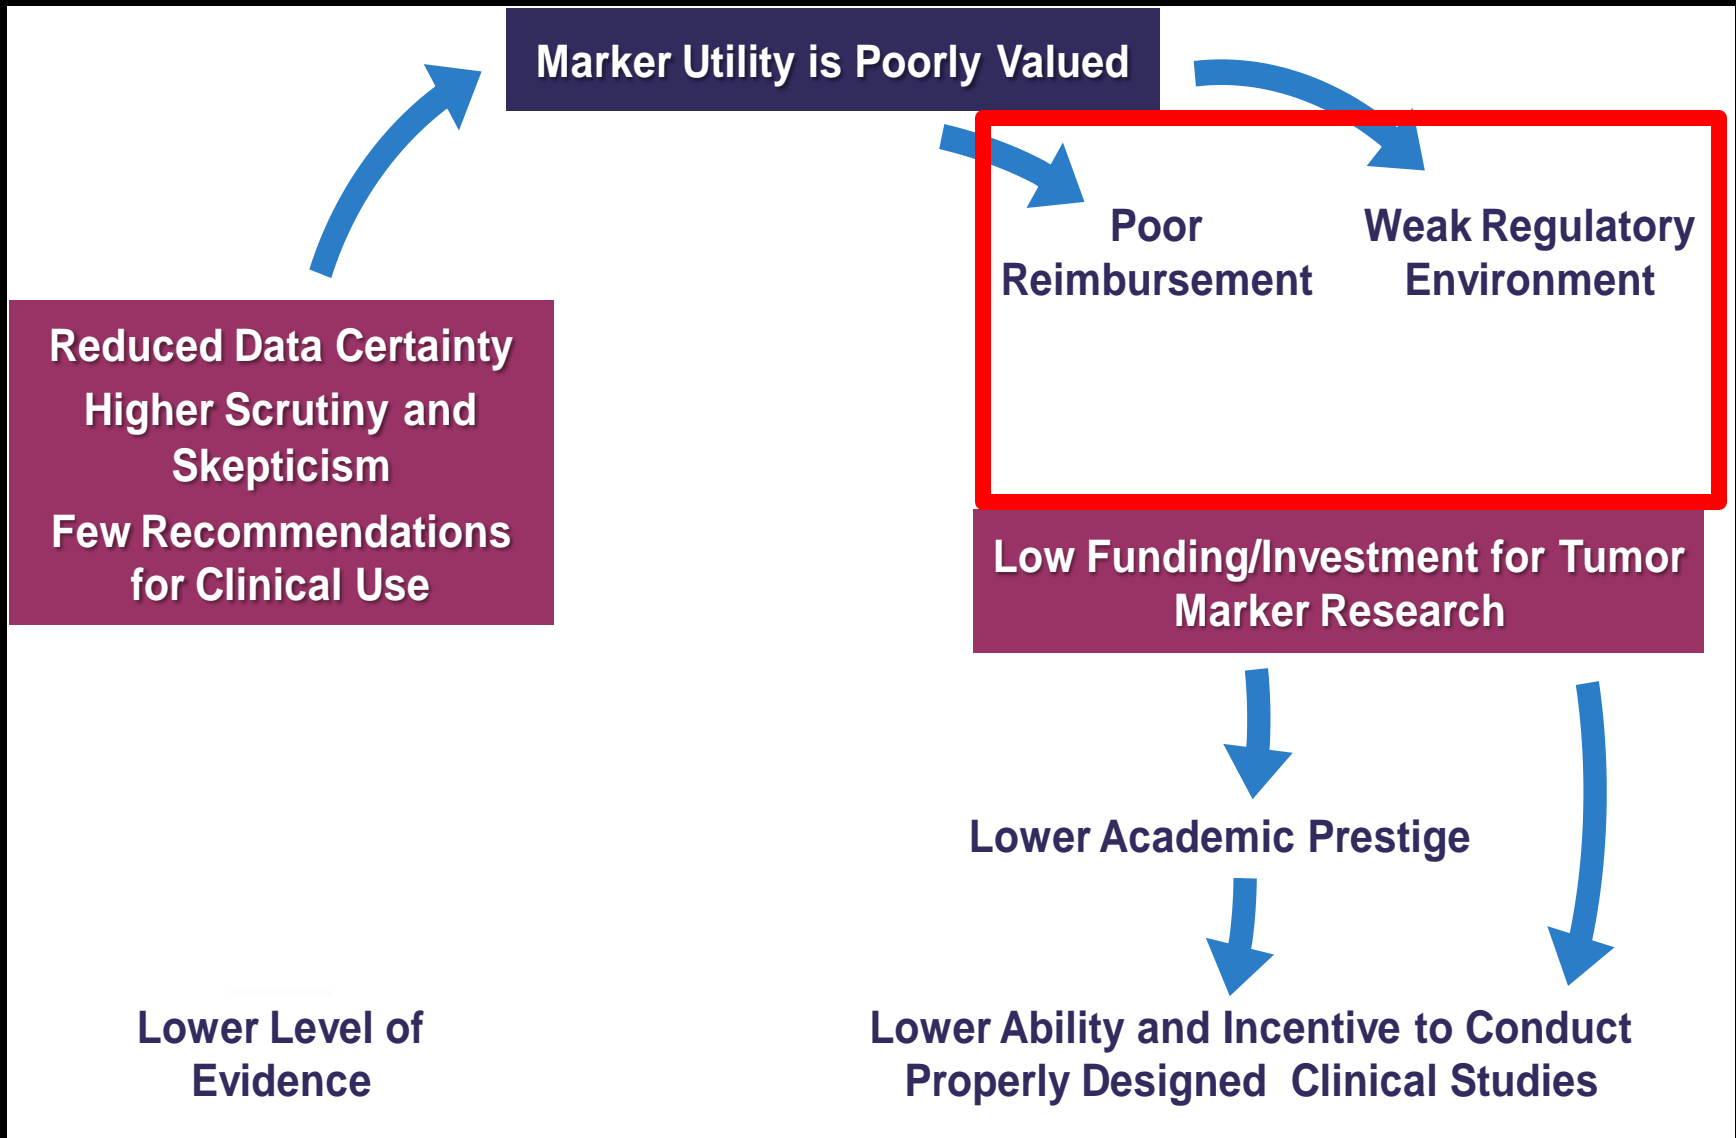 Marker Utility is Poorly Valued
Poor
Reimbursement
Weak Regulatory
Environment
Reduced Data Certainty
Higher Scrutiny and
Skepticism
Few Recommendations
for Clinical Use
Low Funding/Investment for Tumor
Marker Research
Lower Academic Prestige
Lower Level of
Evidence
Lower Ability and Incentive to Conduct
Properly Designed Clinical Studies